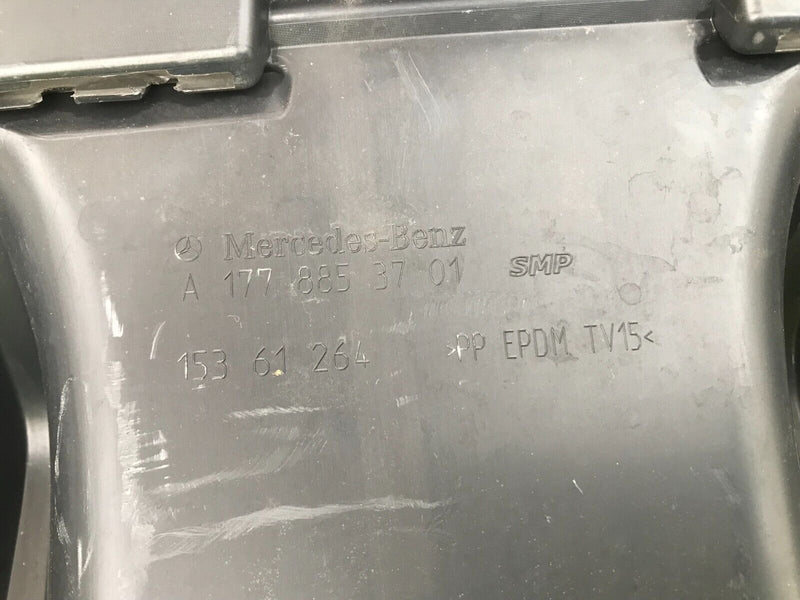 Mercedes-Benz
A 177 885 37 01 SMP
153 61 264 >PP EPDM TV15<